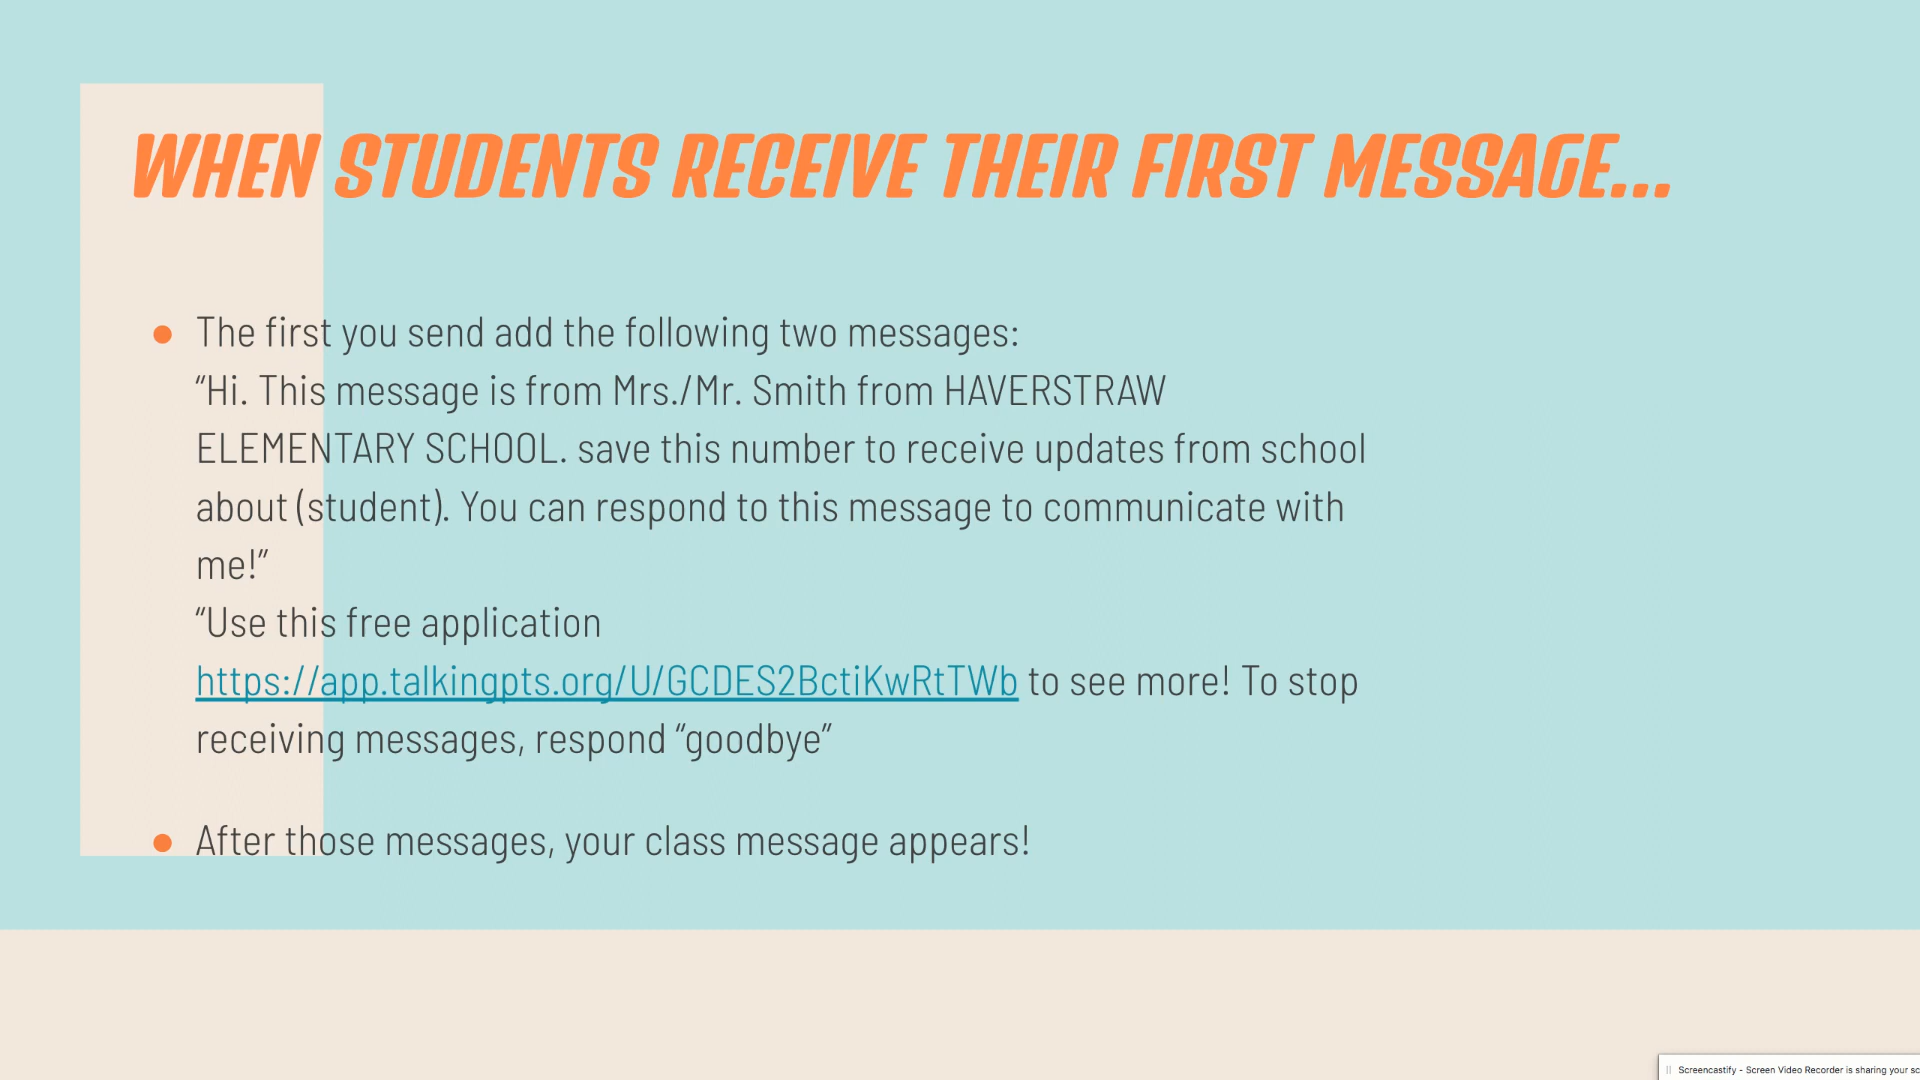 WHEN STUDENTS RECEIVE THEIR FIRST MESSAGE...
● The first you send add the following two messages:
“Hi. This message is from Mrs./Mr. Smith from HAVERSTRAW
ELEMENTARY SCHOOL. save this number to receive updates from school
about (student). You can respond to this message to communicate with
me!”
“Use this free application
https://app.talkingpts.org/U/GCDES2BctiKwRtTWb to see more! To stop
receiving messages, respond “goodbye”
● After those messages, your class message appears!
Screencastify - Screen Video Recorder is sharing your